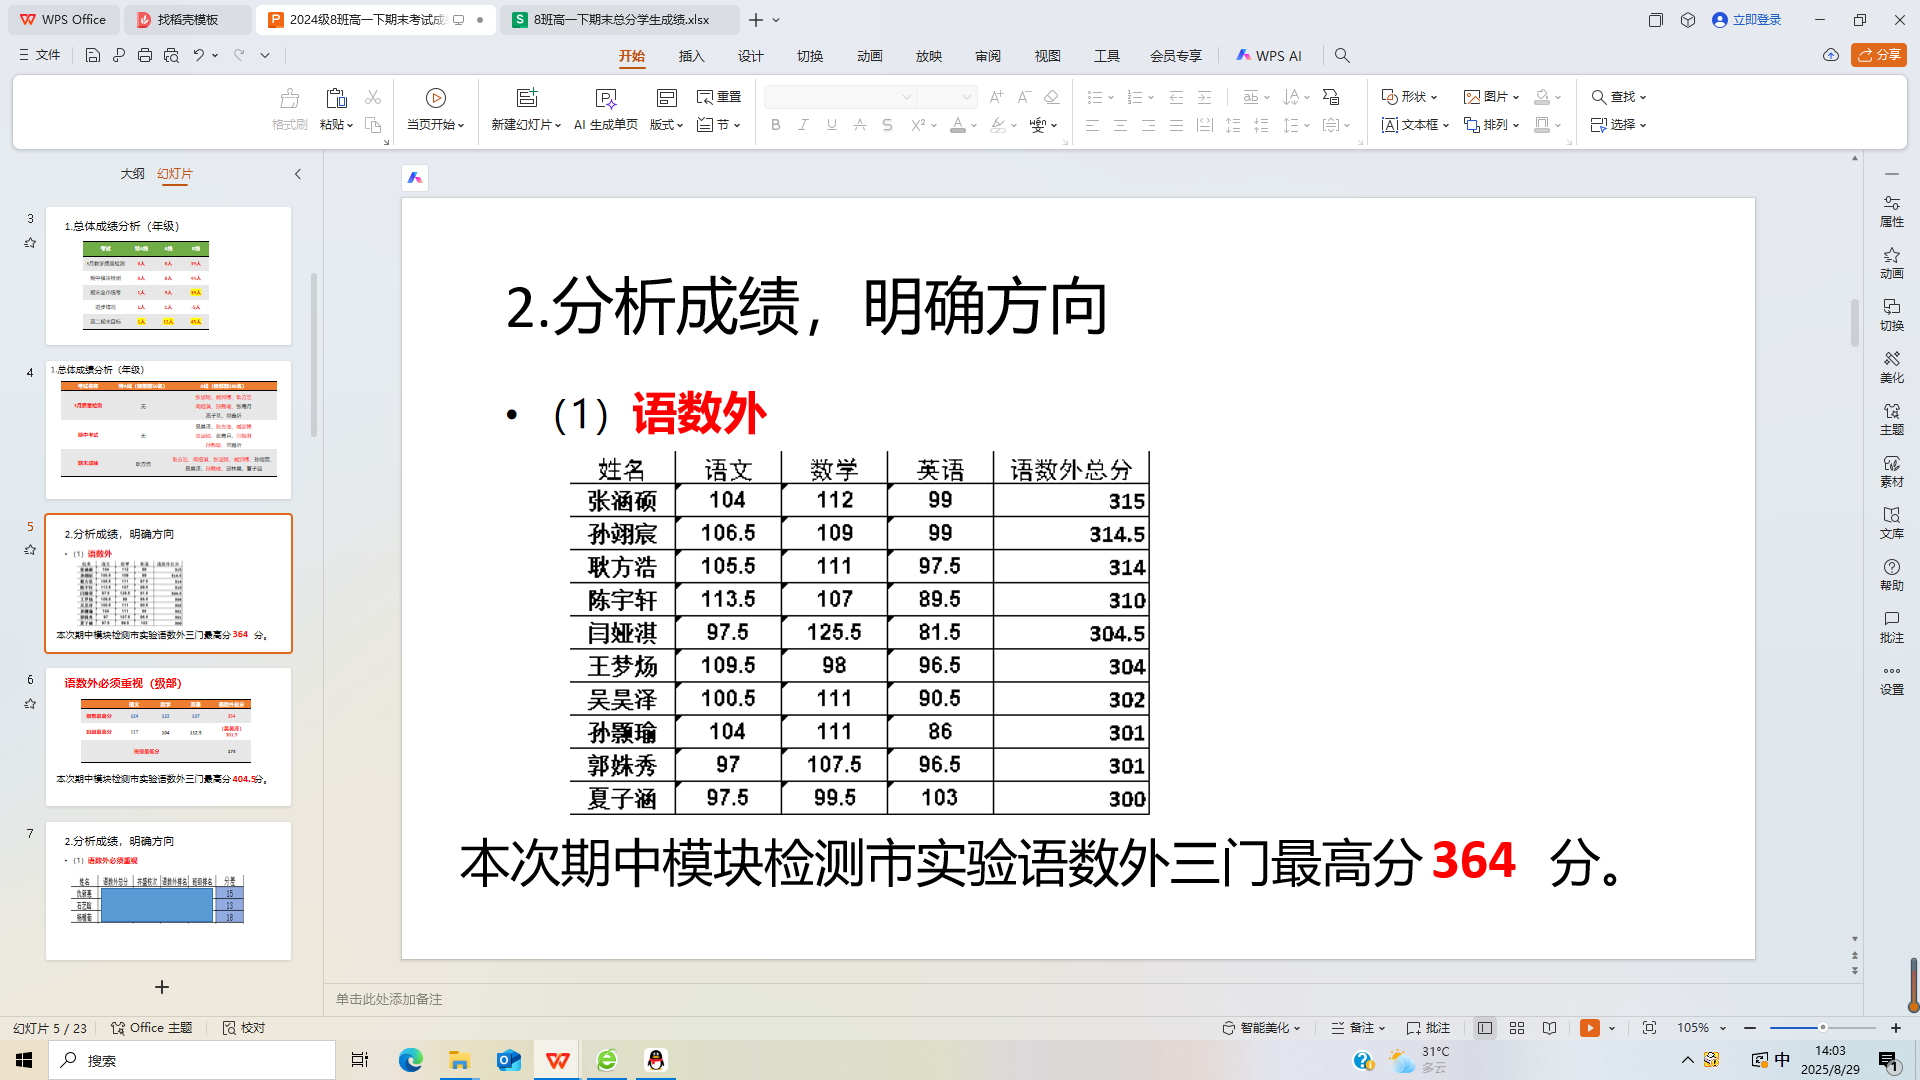 WPS Office
找稻壳模板
2024级8班高一下期末考试成
8班高一下期末总分学生成绩.xlsx
立即登录
文件
开始
插入
设计
切换
动画
放映
审阅
视图
工具
会员专享
WPS AI
分享
格式刷
粘贴
当页开始
新建幻灯片
AI 生成单页
版式
重置
节
形状
图片
文本框
排列
查找
选择
大纲
幻灯片
3
1.总体成绩分析（年级）
4
1.总体成绩分析（年级）
5
2.分析成绩，明确方向
• （1）语数外
本次期中模块检测市实验语数外三门最高分 364 分。
6
语数外必须重视（级部）
本次期中模块检测市实验语数外三门最高分 404.5分。
7
2.分析成绩，明确方向
• （1）语数外必须重视
2.分析成绩，明确方向
• （1）语数外
姓名 语文 数学 英语 语数外总分
张涵硕 104 112 99 315
孙翊宸 106.5 109 99 314.5
耿方浩 105.5 111 97.5 314
陈宇轩 113.5 107 89.5 310
闫娅淇 97.5 125.5 81.5 304.5
王梦炀 109.5 98 96.5 304
吴昊泽 100.5 111 90.5 302
孙颢瑜 104 111 86 301
郭姝秀 97 107.5 96.5 301
夏子涵 97.5 99.5 103 300
本次期中模块检测市实验语数外三门最高分 364 分。
属性
动画
切换
美化
主题
素材
文库
帮助
批注
设置
单击此处添加备注
幻灯片 5 / 23
Office 主题
校对
智能美化
备注
批注
105%
搜索
31°C
多云
中
14:03
2025/8/29
1